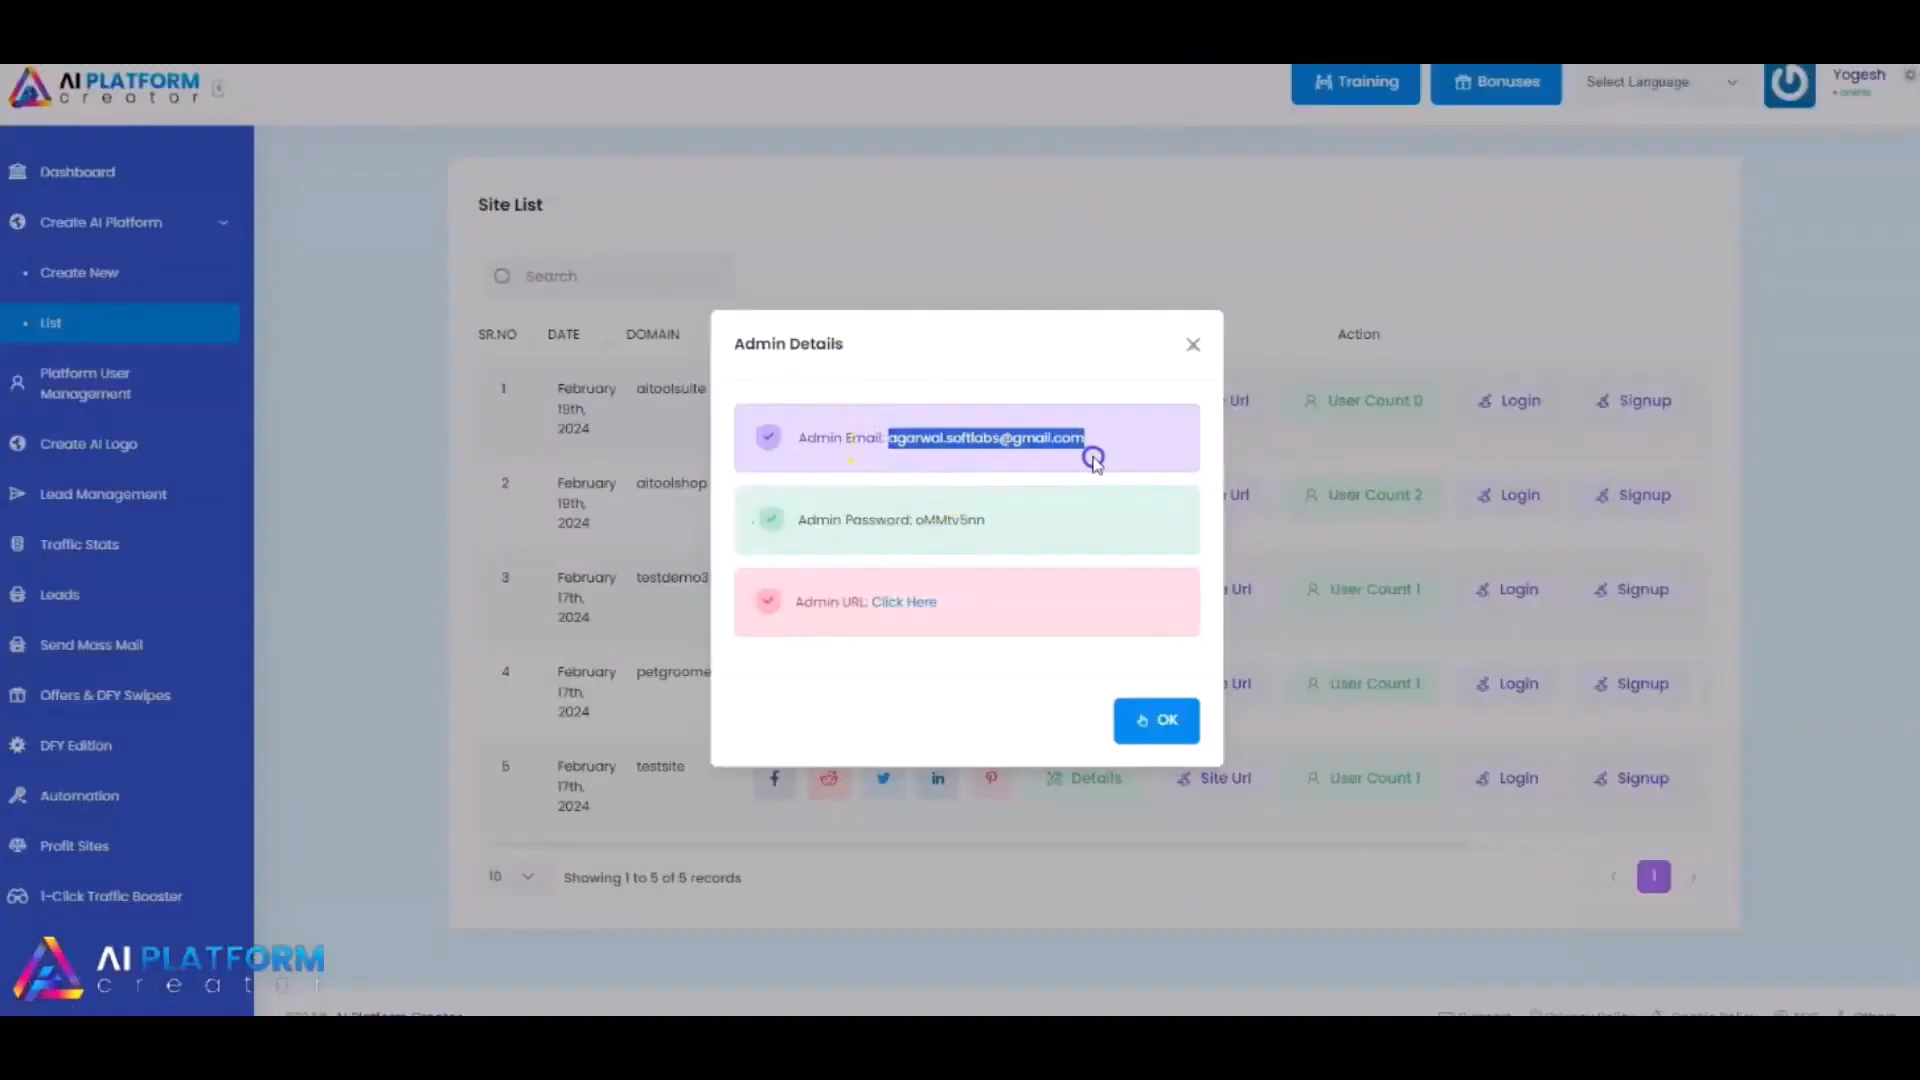 AI PLATFORM
creator
Training
Bonuses
Select Language
Yogesh
• online
Dashboard
Create AI Platform
• Create New
• List
Platform User
Management
Create AI Logo
Lead Management
Traffic Stats
Leads
Send Mass Mail
Offers & DFY Swipes
DFY Edition
Automation
Profit Sites
1-Click Traffic Booster
AI PLATFORM
creator
Site List
Search
SR.NO DATE DOMAIN Action
1 February 19th, 2024 aitoolsuite Url User Count 0 Login Signup
2 February 19th, 2024 aitoolshop Url User Count 2 Login Signup
3 February 17th, 2024 testdemo3 Url User Count 1 Login Signup
4 February 17th, 2024 petgroome Url User Count 1 Login Signup
5 February 17th, 2024 testsite Details Site Url User Count 1 Login Signup
10 Showing 1 to 5 of 5 records
1
Admin Details
Admin Email: agarwal.softlabs@gmail.com
Admin Password: oMMtv5nn
Admin URL: Click Here
OK